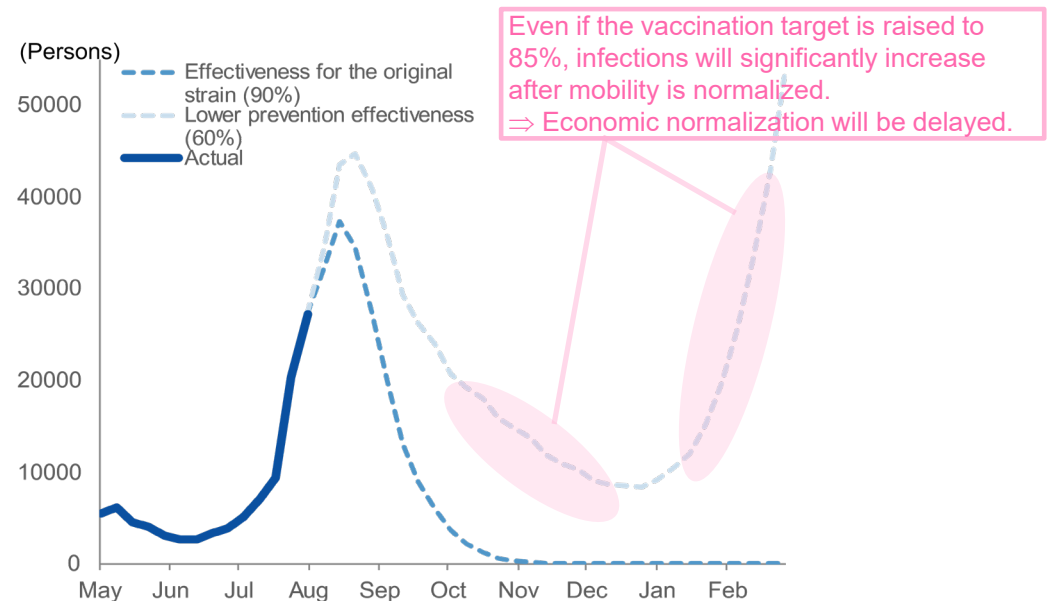 Even if the vaccination target is raised to
85%, infections will significantly increase
after mobility is normalized.
⇒ Economic normalization will be delayed.
(Persons)
Effectiveness for the original
strain (90%)
Lower prevention effectiveness
(60%)
Actual
50000
40000
30000
20000
10000
0
May Jun Jul Aug Sep Oct Nov Dec Jan Feb